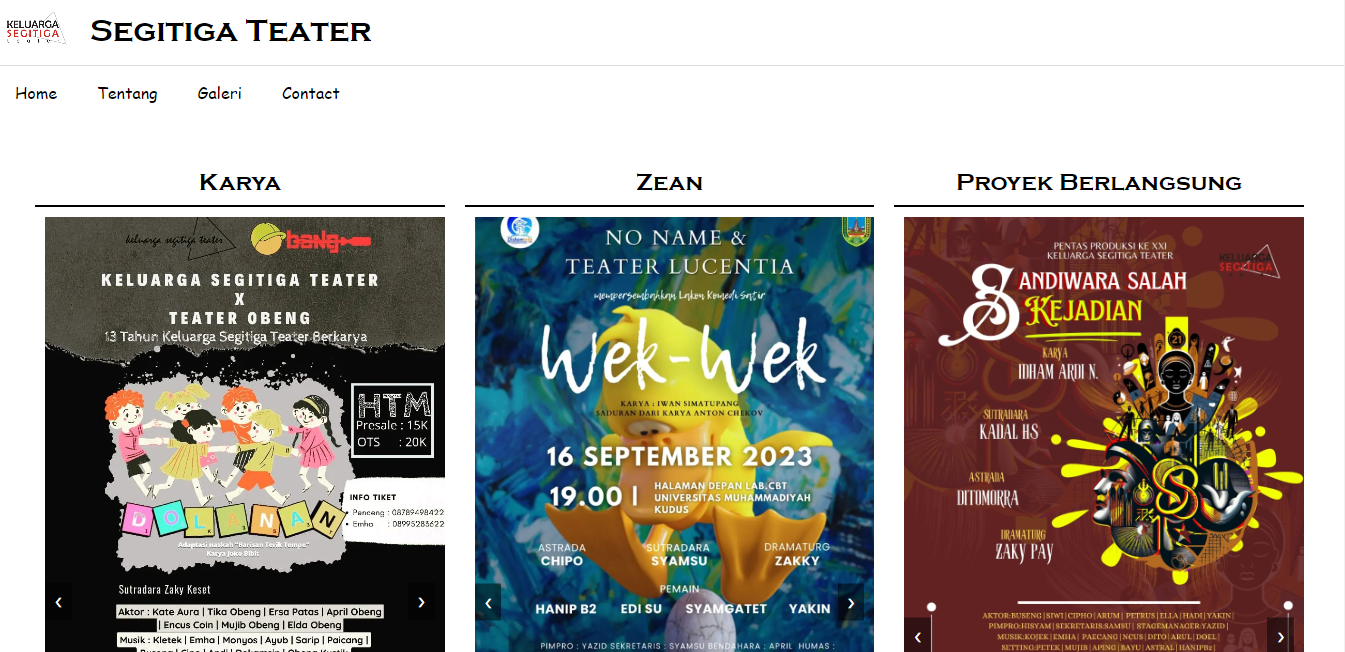 KELUARGA
SEGITIGA
SEGITIGA TEATER
Home Tentang Galeri Contact
KARYA
keluarga segitiga teater
bang
KELUARGA SEGITIGA TEATER
X
TEATER OBENG
13 Tahun Keluarga Segitiga Teater Berkarya
HTM
Presale : 15K
OTS : 20K
INFO TIKET
• Panceng : 08789498422
• Emha : 08995283622
DOLANAN
Adaptasi naskah "Barisan Terik Tempe"
Karya Joko Bibit
Sutradara Zaky Keset
Aktor : Kate Aura | Tika Obeng | Ersa Patas | April Obeng
| Encus Coin | Mujib Obeng | Elda Obeng
Musik : Kletek | Emha | Monyos | Ayub | Sarip | Paicang |
ZEAN
NO NAME &
TEATER LUCENTIA
mempersembahkan Lakon Komedi Satir
Wek-Wek
KARYA : IWAN SIMATUPANG
SADURAN DARI KARYA ANTON CHEKOV
16 SEPTEMBER 2023
19.00 |
HALAMAN DEPAN LAB.CBT
UNIVERSITAS MUHAMMADIYAH
KUDUS
ASTRADA SUTRADARA DRAMATURG
CHIPO SYAMSU ZAKKY
PEMAIN
HANIP B2 EDI SU SYAMGATET YAKIN
PIMPRO : YAZID SEKRETARIS : SYAMSU BENDAHARA : APRIL HUMAS :
PROYEK BERLANGSUNG
PENTAS PRODUKSI KE XXI
KELUARGA SEGITIGA TEATER
KELUARGA
SEGITIGA
SANDIWARA SALAH
KEJADIAN
21
KARYA
IDHAM ARDI N.
SUTRADARA
KADAL HS
ASTRADA
DITOMORRA
DRAMATURG
ZAKY PAY
AKTOR:BUSENG | SIWI | CIPHO | ARUM | PETRUS | ELLA | HADI | YAKIN |
PIMPRO:HISYAM | SEKRETARIS:SAMSU | STAGEMANAGER:YAZID |
MUSIK:KOJEK | EMHA | PAECANG | NCUS | DITO | ARUL | DOEL |
SETTING:PETEK | MUJIB | APING | BAYU | ASTRAL | HANIPB2 |